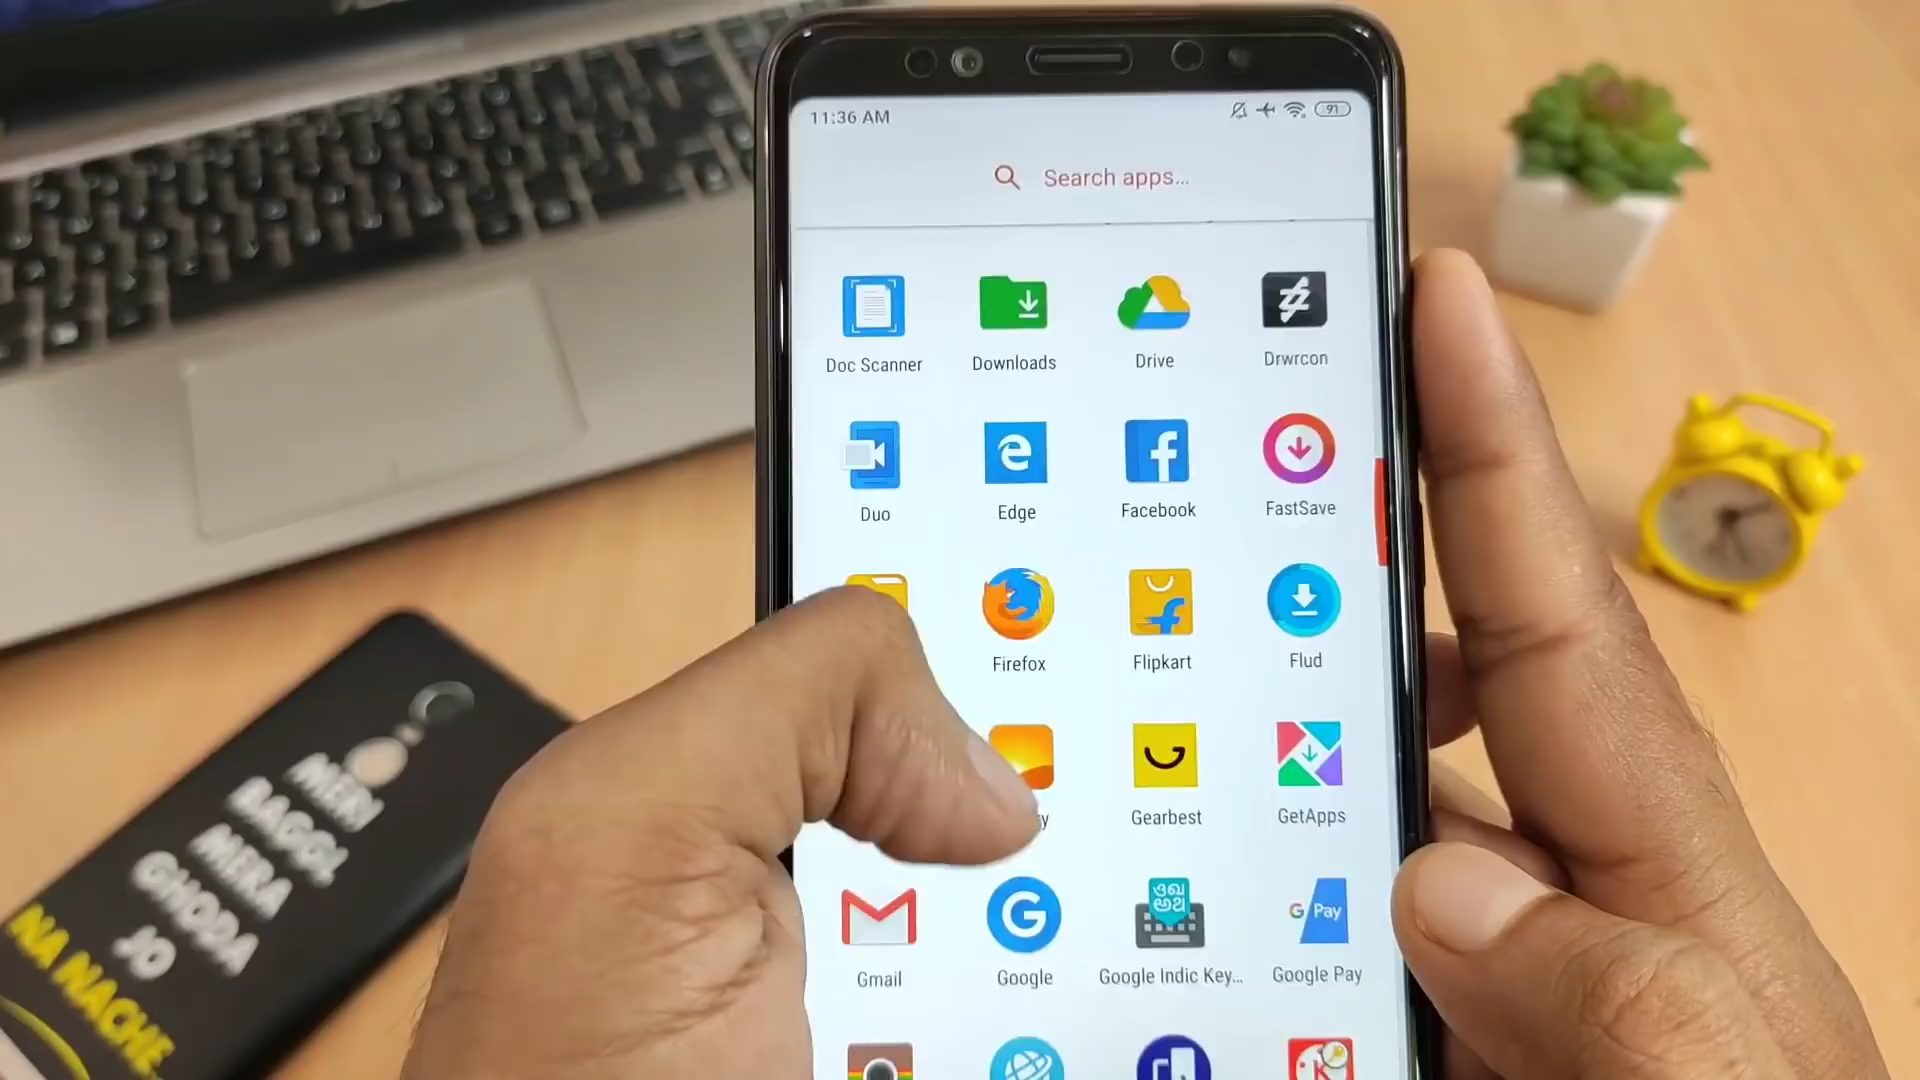 11:36 AM
91
Search apps...
Doc Scanner
Downloads
Drive
Drwrcon
Duo
Edge
Facebook
FastSave
Firefox
Flipkart
Flud
Gearbest
GetApps
G Pay
Gmail
Google
Google Indic Key...
Google Pay
MERI
BAGGI
MERA
GHODA
JO
NA NACHE